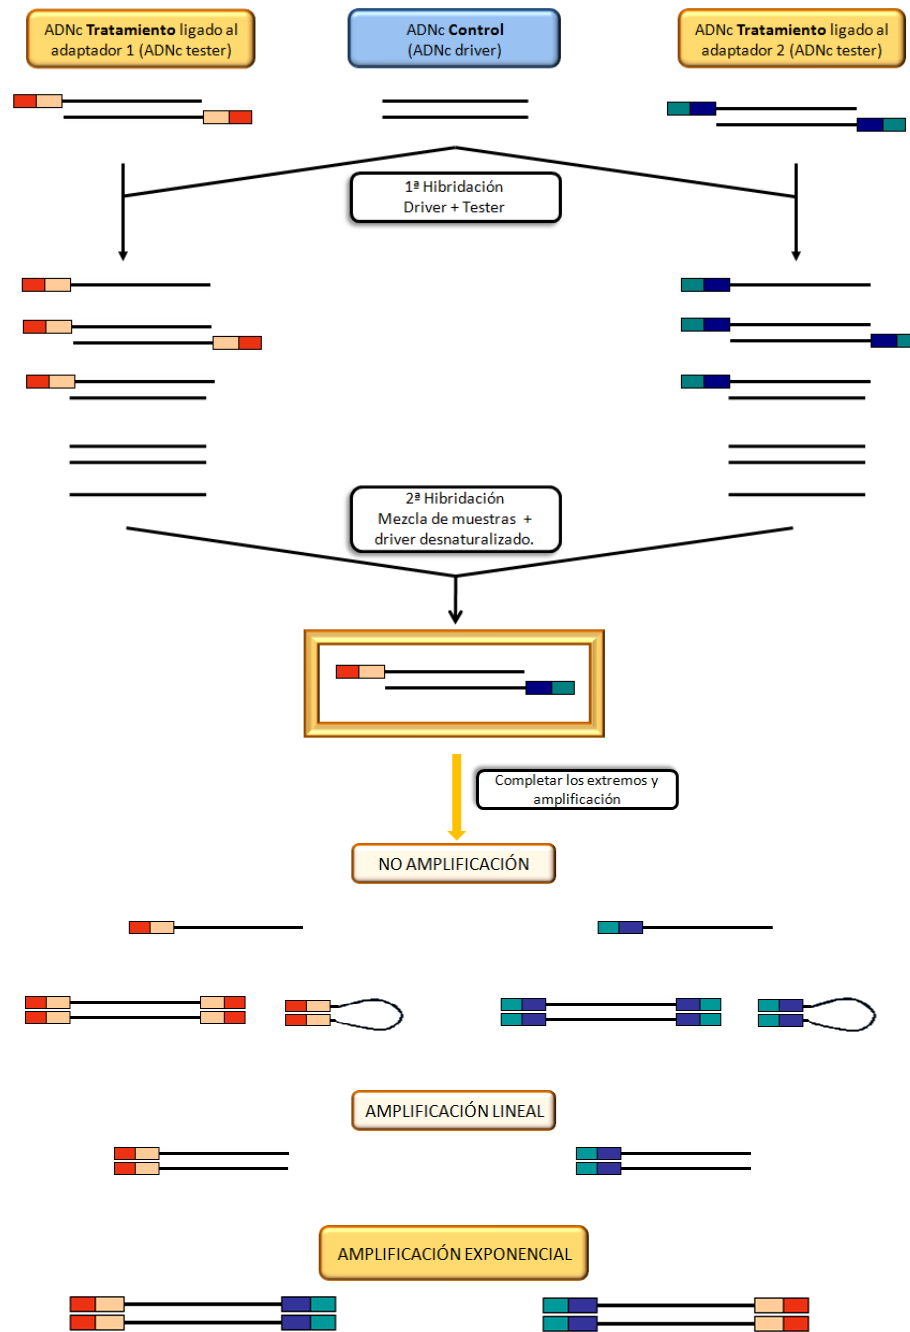 ADNc Tratamiento ligado al
adaptador 1 (ADNc tester)
ADNc Control
(ADNc driver)
ADNc Tratamiento ligado al
adaptador 2 (ADNc tester)
1ª Hibridación
Driver + Tester
2ª Hibridación
Mezcla de muestras +
driver desnaturalizado.
Completar los extremos y
amplificación
NO AMPLIFICACIÓN
AMPLIFICACIÓN LINEAL
AMPLIFICACIÓN EXPONENCIAL